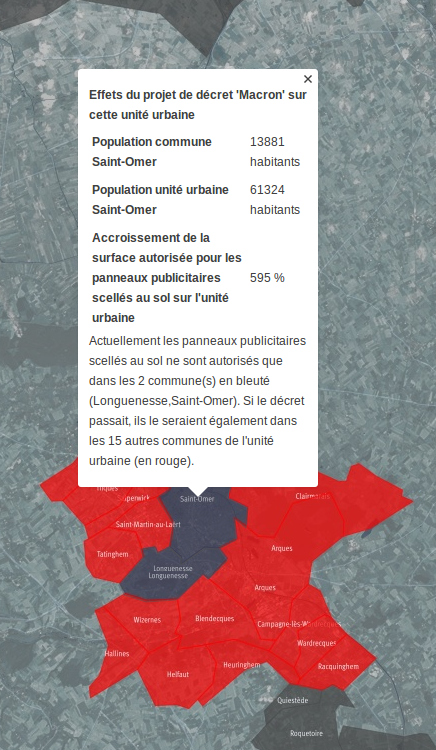 ×
Effets du projet de décret 'Macron' sur
cette unité urbaine
Population commune 13881
Saint-Omer habitants
Population unité urbaine 61324
Saint-Omer habitants
Accroissement de la
surface autorisée pour les
panneaux publicitaires 595 %
scellés au sol sur l'unité
urbaine
Actuellement les panneaux publicitaires
scellés au sol ne sont autorisés que
dans les 2 commune(s) en bleuté
(Longuenesse,Saint-Omer). Si le décret
passait, ils le seraient également dans
les 15 autres communes de l'unité
urbaine (en rouge).
Saint-Omer
Clairmarais
Saint-Martin-au-Laërt
Tatinghem
Arques
Longuenesse
Longuenesse
Arques
Wizernes
Blendecques
Campagne-lès-Wardrecques
Wardrecques
Hallines
Heuringhem
Racquinghem
Helfaut
Quiestède
Roquetoire